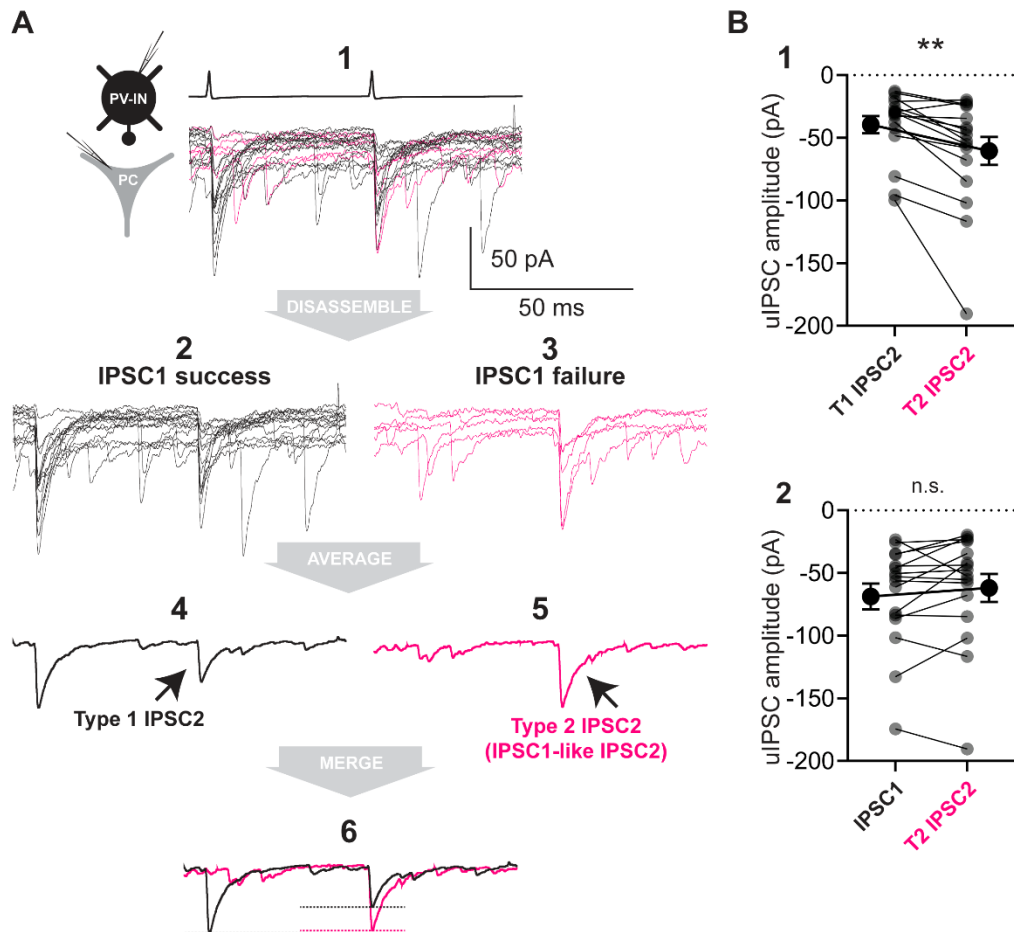 A
1
PV-IN
PC
50 pA
50 ms
DISASSEMBLE
2
IPSC1 success
3
IPSC1 failure
AVERAGE
4
5
Type 1 IPSC2
Type 2 IPSC2
(IPSC1-like IPSC2)
MERGE
6
B
1
**
uIPSC amplitude (pA)
0
-50
-100
-150
-200
T1 IPSC2
T2 IPSC2
2
n.s.
uIPSC amplitude (pA)
0
-50
-100
-150
-200
IPSC1
T2 IPSC2